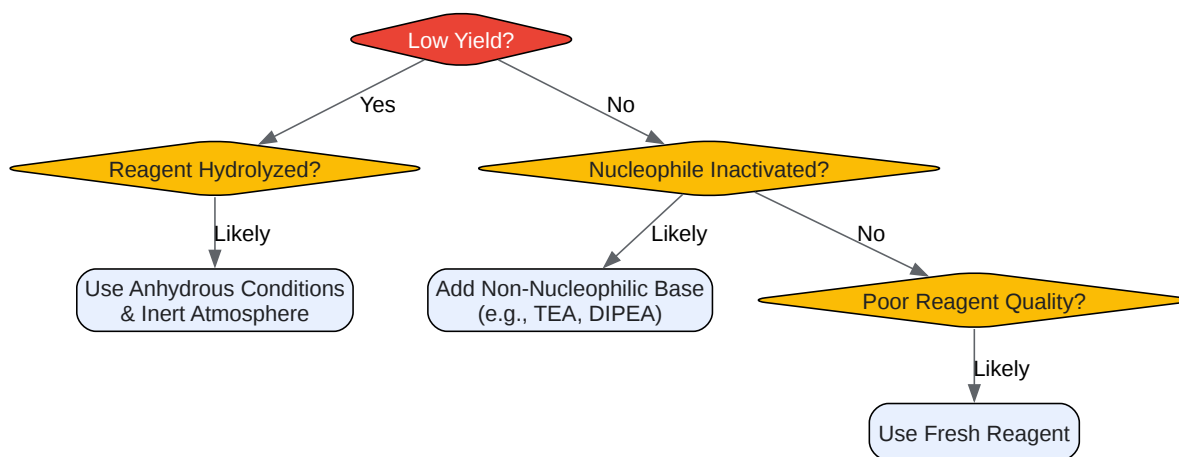 Low Yield?
Yes
No
Reagent Hydrolyzed?
Nucleophile Inactivated?
Likely
Likely
No
Use Anhydrous Conditions
& Inert Atmosphere
Add Non-Nucleophilic Base
(e.g., TEA, DIPEA)
Poor Reagent Quality?
Likely
Use Fresh Reagent